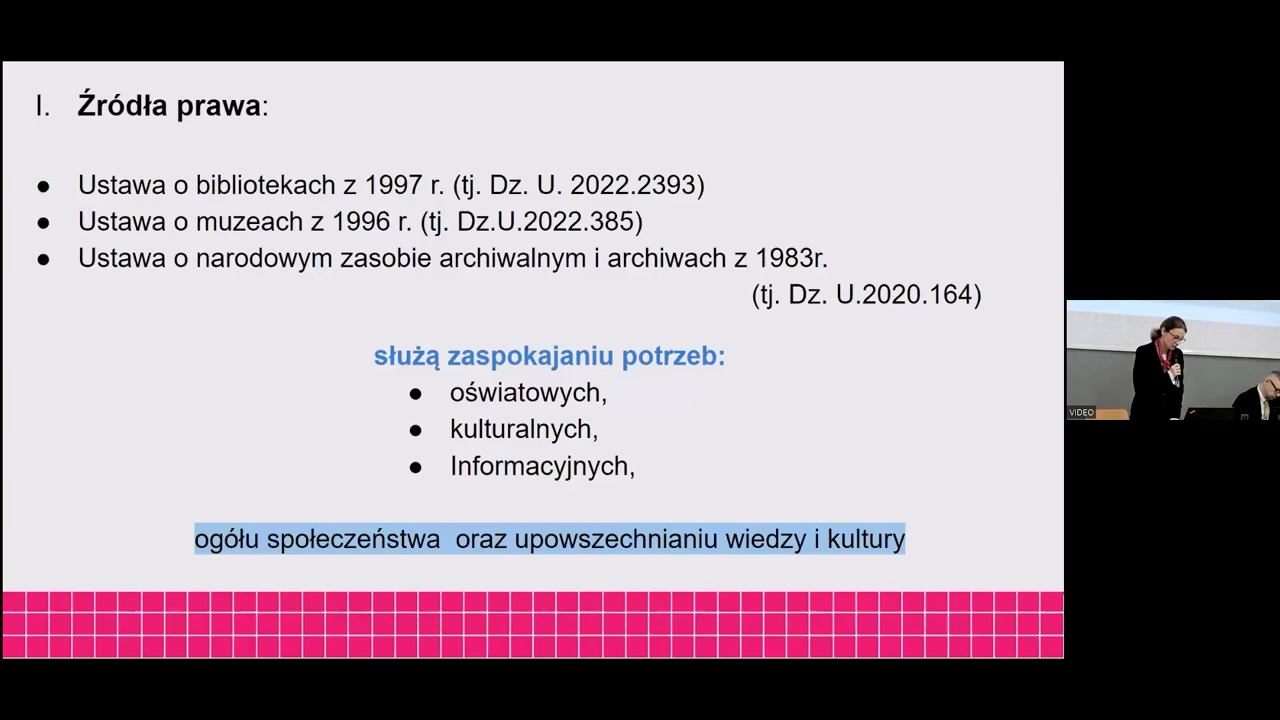 I. Źródła prawa:
● Ustawa o bibliotekach z 1997 r. (tj. Dz. U. 2022.2393)
● Ustawa o muzeach z 1996 r. (tj. Dz.U.2022.385)
● Ustawa o narodowym zasobie archiwalnym i archiwach z 1983r.
(tj. Dz. U.2020.164)
służą zaspokajaniu potrzeb:
● oświatowych,
● kulturalnych,
● Informacyjnych,
ogółu społeczeństwa oraz upowszechnianiu wiedzy i kultury
VIDEO